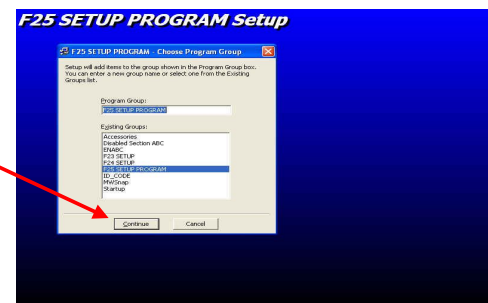 F25 SETUP PROGRAM Setup
F25 SETUP PROGRAM - Choose Program Group
Setup will add items to the group shown in the Program Group box.
You can enter a new group name or select one from the Existing
Groups list.
Program Group:
F25 SETUP PROGRAM
Existing Groups:
Accessories
Disabled Section ABC
ENABC
F23 SETUP
F24 SETUP
F25 SETUP PROGRAM
ID_CODE
MWSnap
Startup
Continue
Cancel